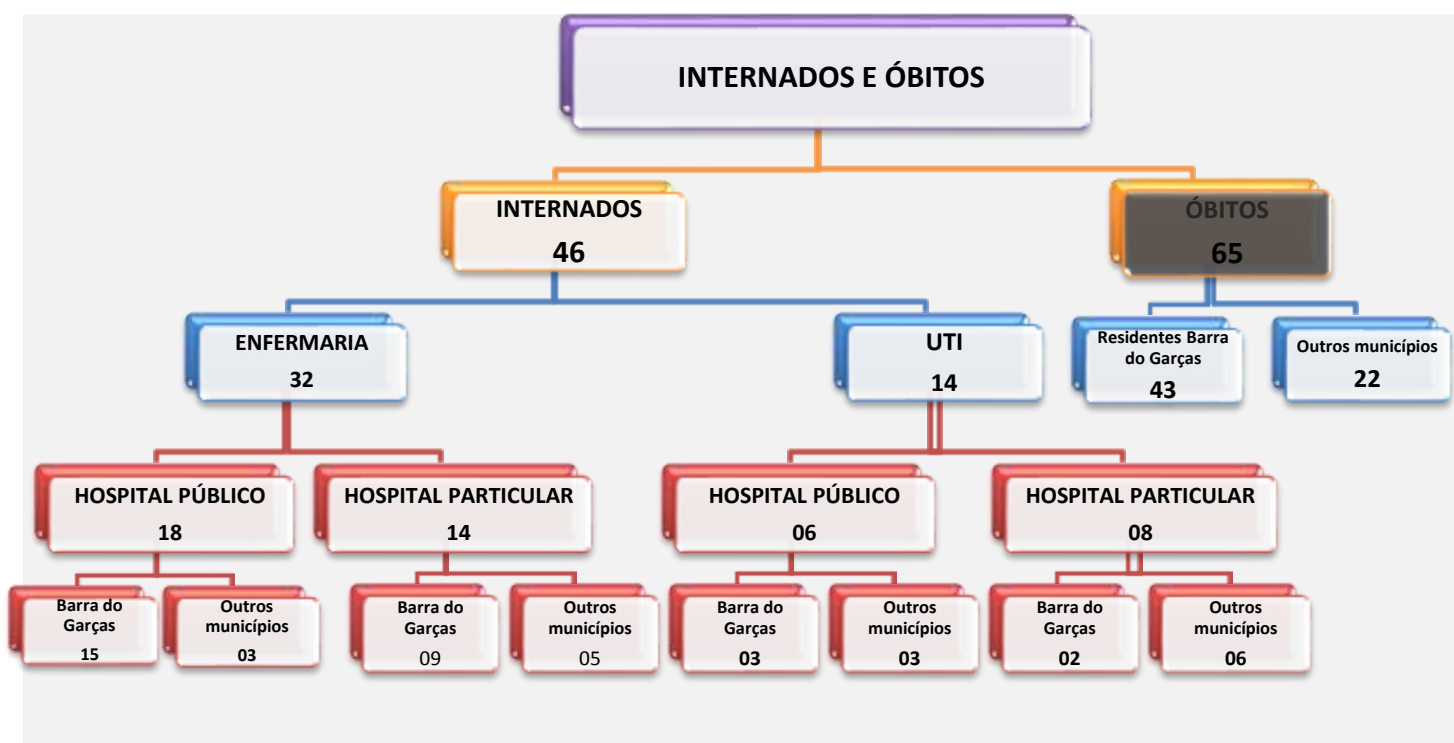 INTERNADOS E ÓBITOS
INTERNADOS
46
ÓBITOS
65
ENFERMARIA
32
UTI
14
Residentes Barra
do Garças
43
Outros municípios
22
HOSPITAL PÚBLICO
18
HOSPITAL PARTICULAR
14
HOSPITAL PÚBLICO
06
HOSPITAL PARTICULAR
08
Barra do
Garças
15
Outros
municípios
03
Barra do
Garças
09
Outros
municípios
05
Barra do
Garças
03
Outros
municípios
03
Barra do
Garças
02
Outros
municípios
06